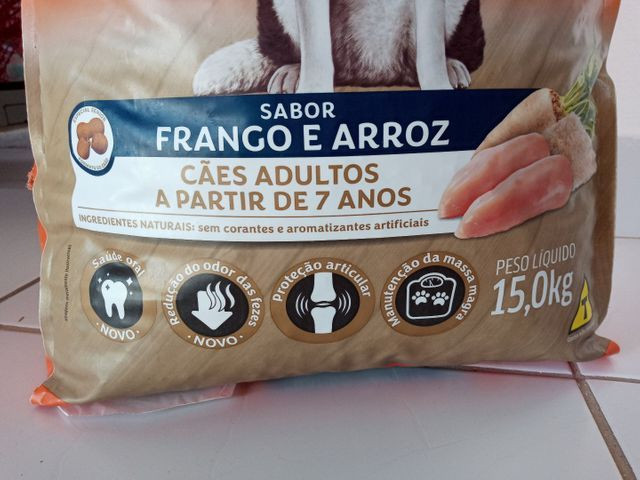 SABOR
FRANGO E ARROZ
CÃES ADULTOS
A PARTIR DE 7 ANOS
INGREDIENTES NATURAIS: sem corantes e aromatizantes artificiais
Saúde oral
NOVO
Redução do odor das fezes
NOVO
Proteção articular
Manutenção da massa magra
PESO LÍQUIDO
15,0kg
T